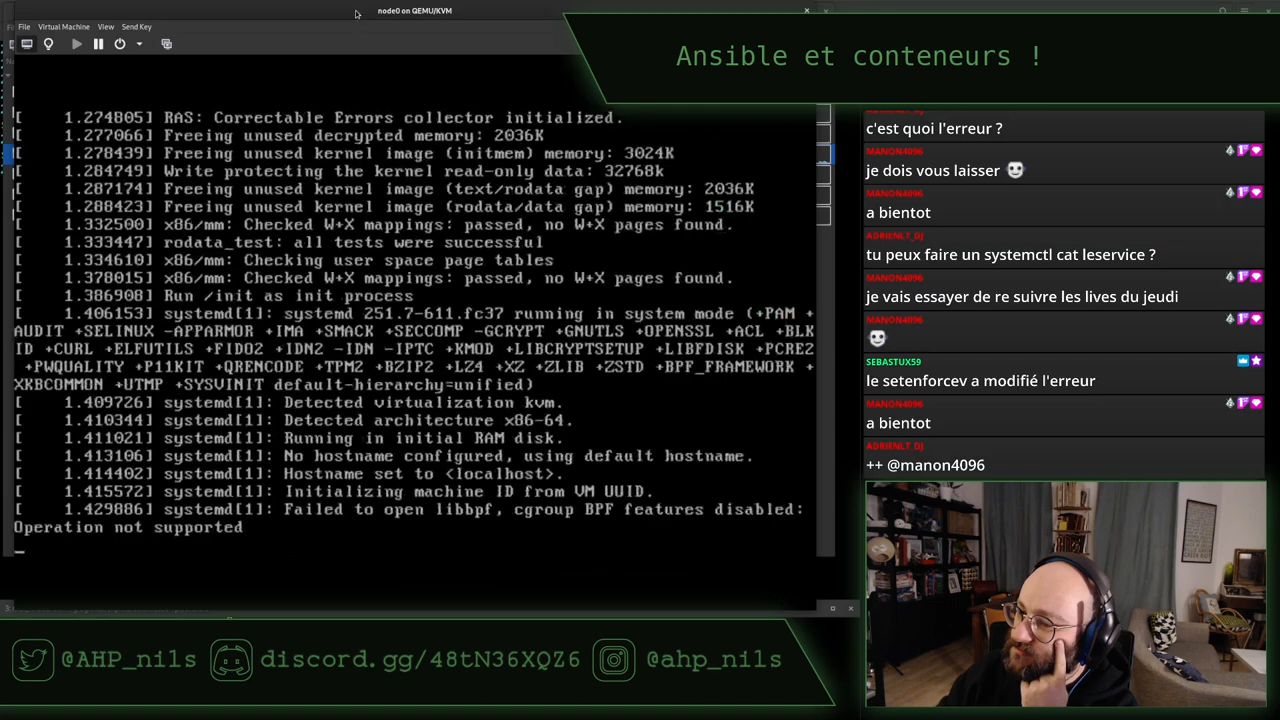 node0 on QEMU/KVM
File Virtual Machine View Send Key
Ansible et conteneurs !
[ 1.274805] RAS: Correctable Errors collector initialized.
[ 1.277066] Freeing unused decrypted memory: 2036K
[ 1.278439] Freeing unused kernel image (initmem) memory: 3024K
[ 1.284749] Write protecting the kernel read-only data: 32768k
[ 1.287174] Freeing unused kernel image (text/rodata gap) memory: 2036K
[ 1.288423] Freeing unused kernel image (rodata/data gap) memory: 1516K
[ 1.332500] x86/mm: Checked W+X mappings: passed, no W+X pages found.
[ 1.333447] rodata_test: all tests were successful
[ 1.334610] x86/mm: Checking user space page tables
[ 1.378015] x86/mm: Checked W+X mappings: passed, no W+X pages found.
[ 1.386908] Run /init as init process
[ 1.406153] systemd[1]: systemd 251.7-611.fc37 running in system mode (+PAM +
AUDIT +SELINUX -APPARMOR +IMA +SMACK +SECCOMP -GCRYPT +GNUTLS +OPENSSL +ACL +BLK
ID +CURL +ELFUTILS +FIDO2 +IDN2 -IDN -IPTC +KMOD +LIBCRYPTSETUP +LIBFDISK +PCRE2
+PWQUALITY +P11KIT +QRENCODE +TPM2 +BZIP2 +LZ4 +XZ +ZLIB +ZSTD +BPF_FRAMEWORK +
XKBCOMMON +UTMP +SYSVINIT default-hierarchy=unified)
[ 1.409726] systemd[1]: Detected virtualization kvm.
[ 1.410344] systemd[1]: Detected architecture x86-64.
[ 1.411021] systemd[1]: Running in initial RAM disk.
[ 1.413106] systemd[1]: No hostname configured, using default hostname.
[ 1.414402] systemd[1]: Hostname set to <localhost>.
[ 1.415572] systemd[1]: Initializing machine ID from VM UUID.
[ 1.429886] systemd[1]: Failed to open libbpf, cgroup BPF features disabled:
Operation not supported
c'est quoi l'erreur ?
MANON4096
je dois vous laisser
MANON4096
a bientot
ADRIENLT_DJ
tu peux faire un systemctl cat leservice ?
MANON4096
je vais essayer de re suivre les lives du jeudi
MANON4096
SEBASTUX59
le setenforcev a modifié l'erreur
MANON4096
a bientot
ADRIENLT_DJ
++ @manon4096
@AHP_nils
discord.gg/48tN36XQZ6
@ahp_nils